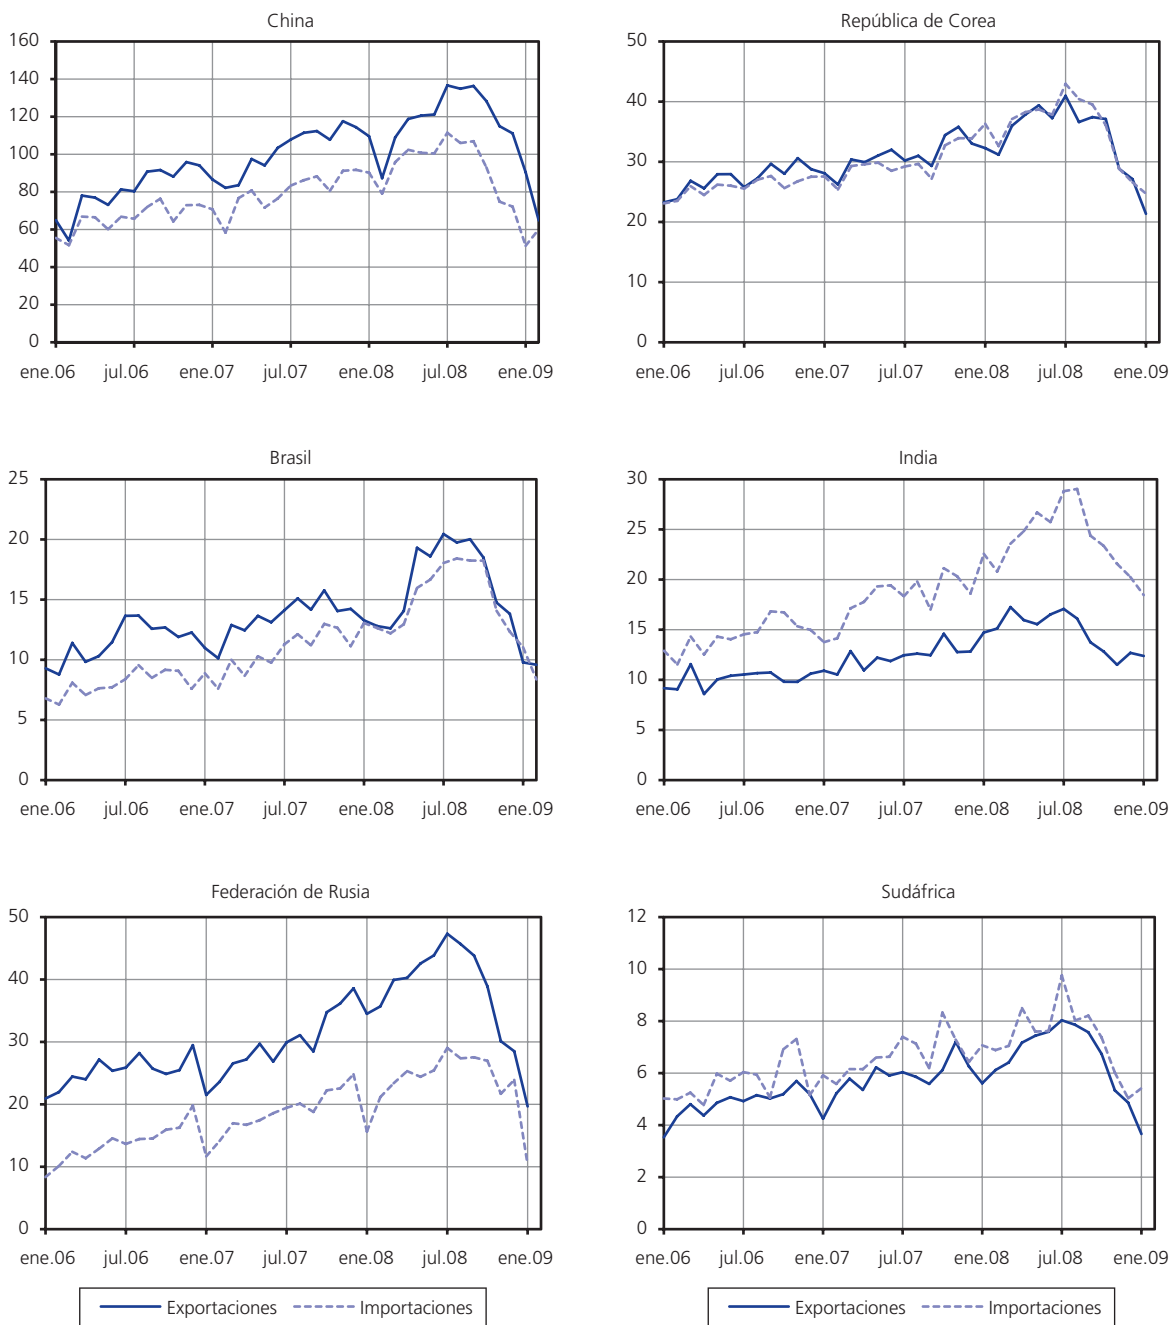 China
160
140
120
100
80
60
40
20
0
ene.06 jul.06 ene.07 jul.07 ene.08 jul.08 ene.09
República de Corea
50
40
30
20
10
0
ene.06 jul.06 ene.07 jul.07 ene.08 jul.08 ene.09
Brasil
25
20
15
10
5
0
ene.06 jul.06 ene.07 jul.07 ene.08 jul.08 ene.09
India
30
25
20
15
10
5
0
ene.06 jul.06 ene.07 jul.07 ene.08 jul.08 ene.09
Federación de Rusia
50
40
30
20
10
0
ene.06 jul.06 ene.07 jul.07 ene.08 jul.08 ene.09
Exportaciones Importaciones
Sudáfrica
12
10
8
6
4
2
0
ene.06 jul.06 ene.07 jul.07 ene.08 jul.08 ene.09
Exportaciones Importaciones